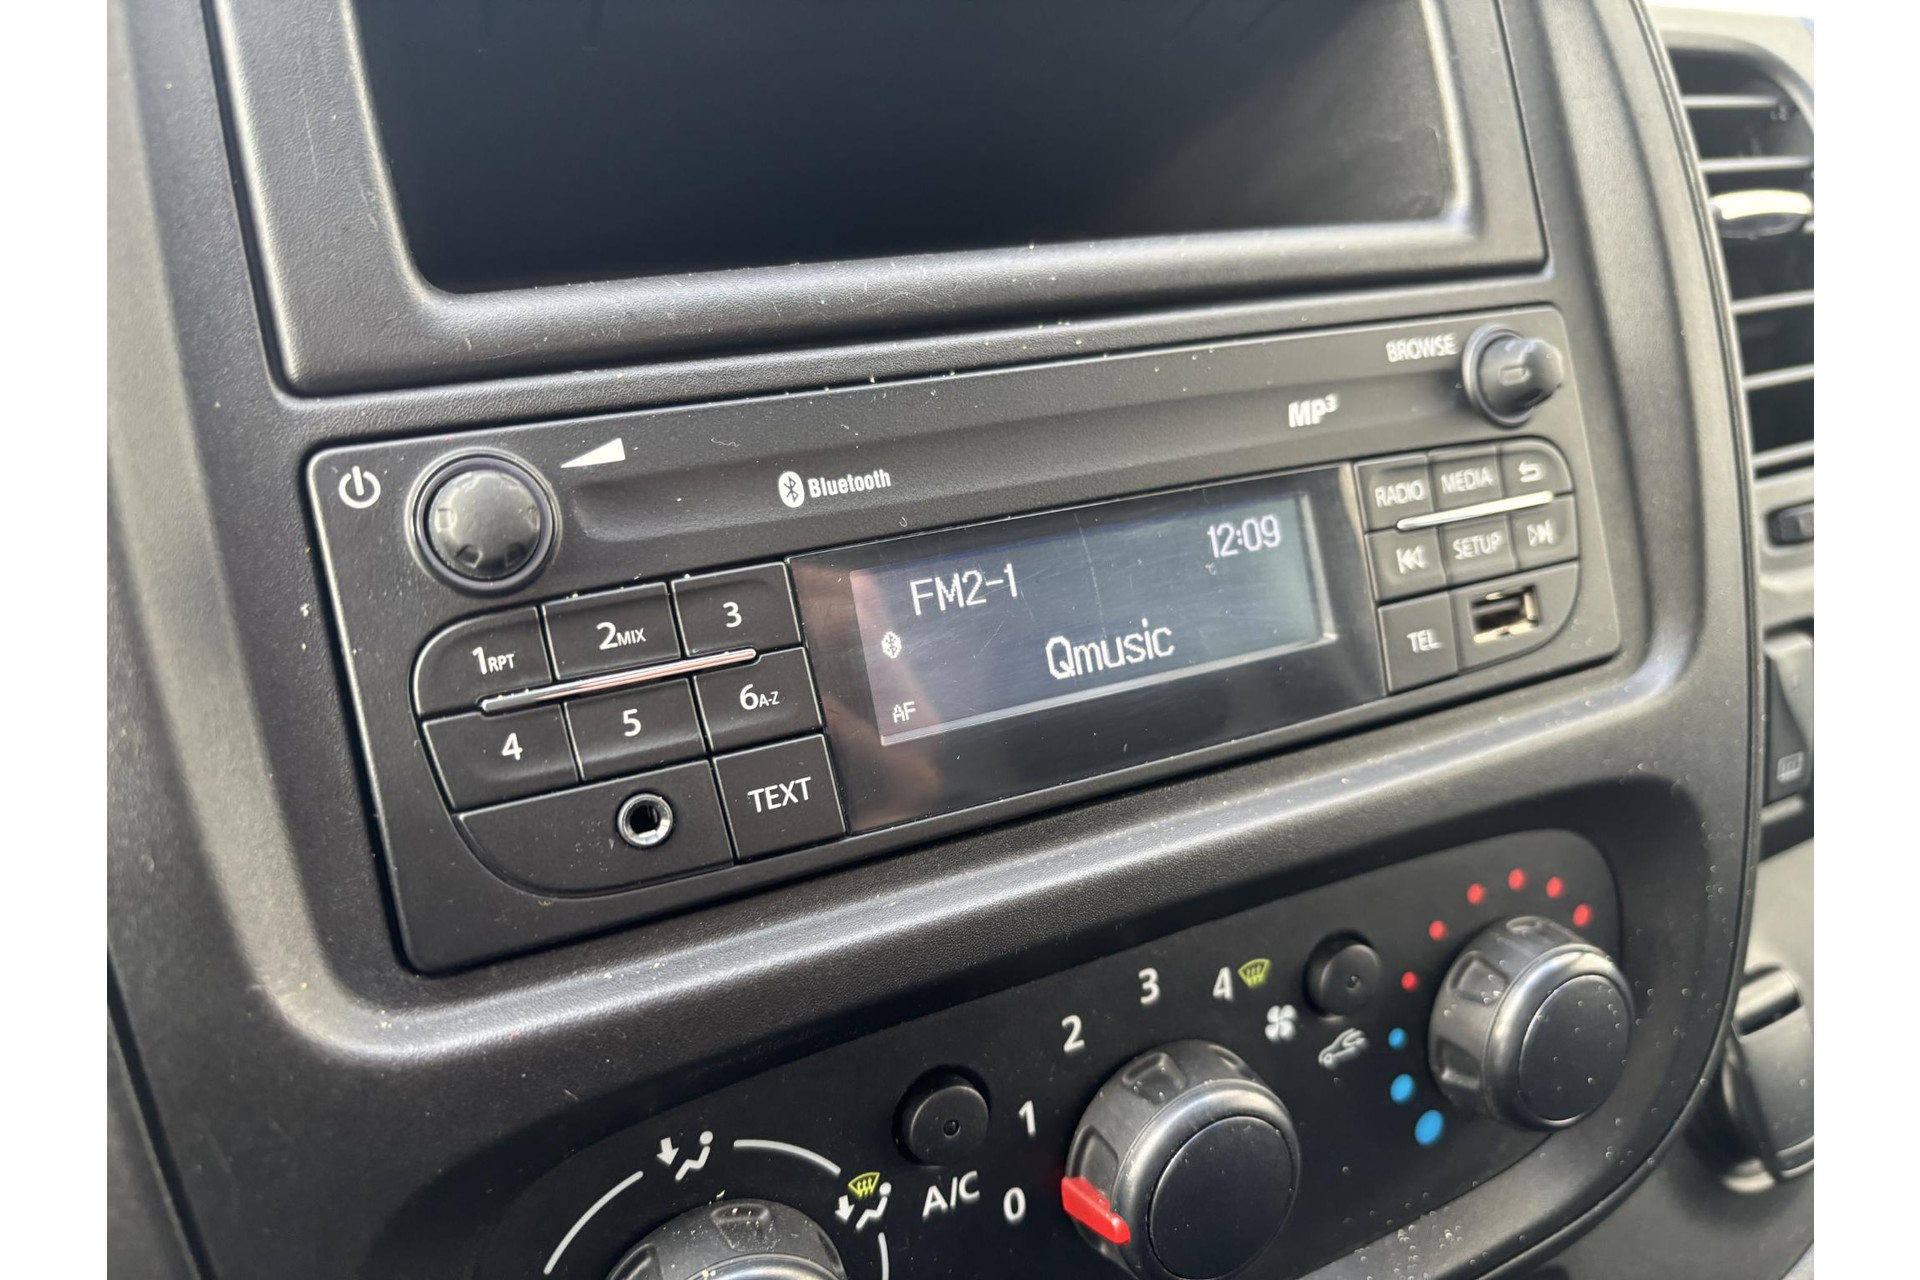 BROWSE
MP3
Bluetooth
RADIO MEDIA
12:09
FM2-1
SETUP
Qmusic
TEL
AF
1RPT 2MIX 3
4 5 6A-Z
TEXT
1 2 3 4
A/C 0